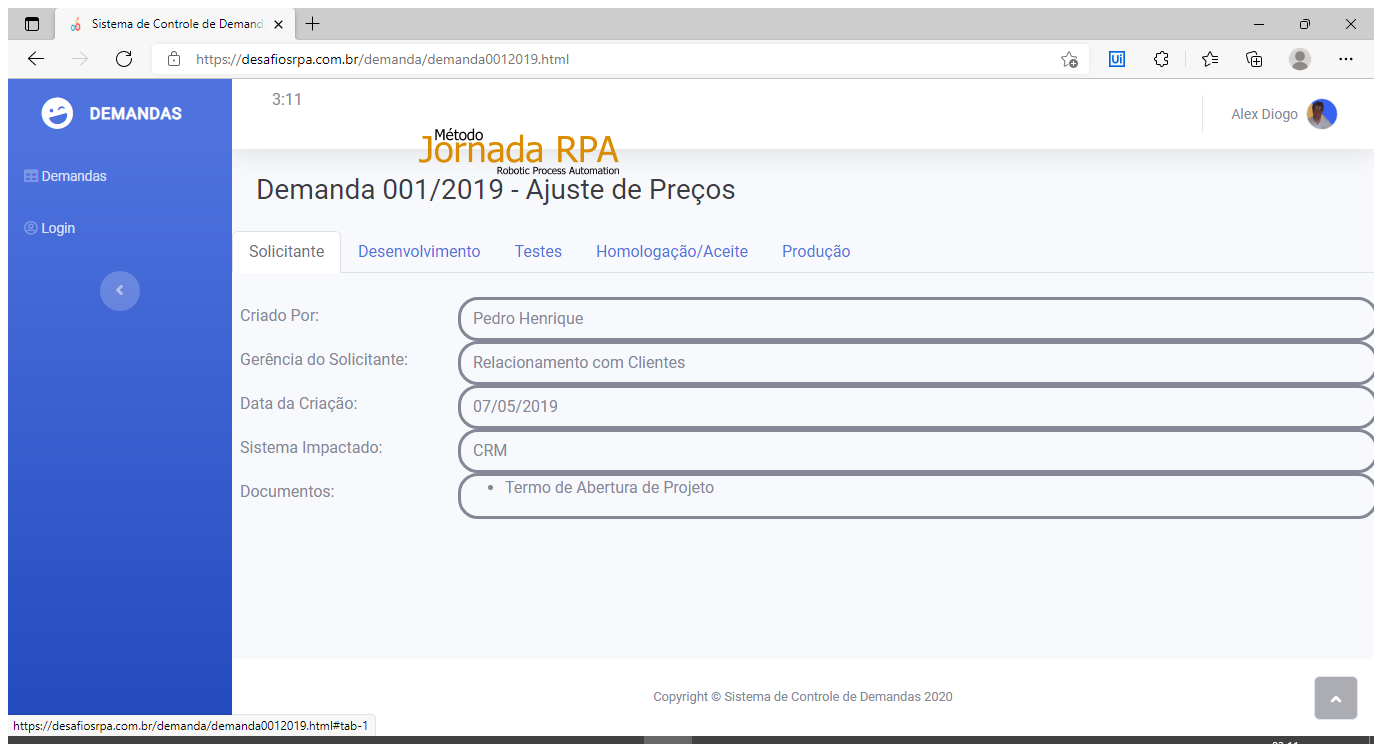 Sistema de Controle de Demand
https://desafiosrpa.com.br/demanda/demanda0012019.html
Ui
DEMANDAS
Demandas
Login
3:11
Alex Diogo
Método
Jornada RPA
Robotic Process Automation
Demanda 001/2019 - Ajuste de Preços
Solicitante Desenvolvimento Testes Homologação/Aceite Produção
Criado Por: Pedro Henrique
Gerência do Solicitante: Relacionamento com Clientes
Data da Criação: 07/05/2019
Sistema Impactado: CRM
Documentos: • Termo de Abertura de Projeto
Copyright © Sistema de Controle de Demandas 2020
https://desafiosrpa.com.br/demanda/demanda0012019.html#tab-1